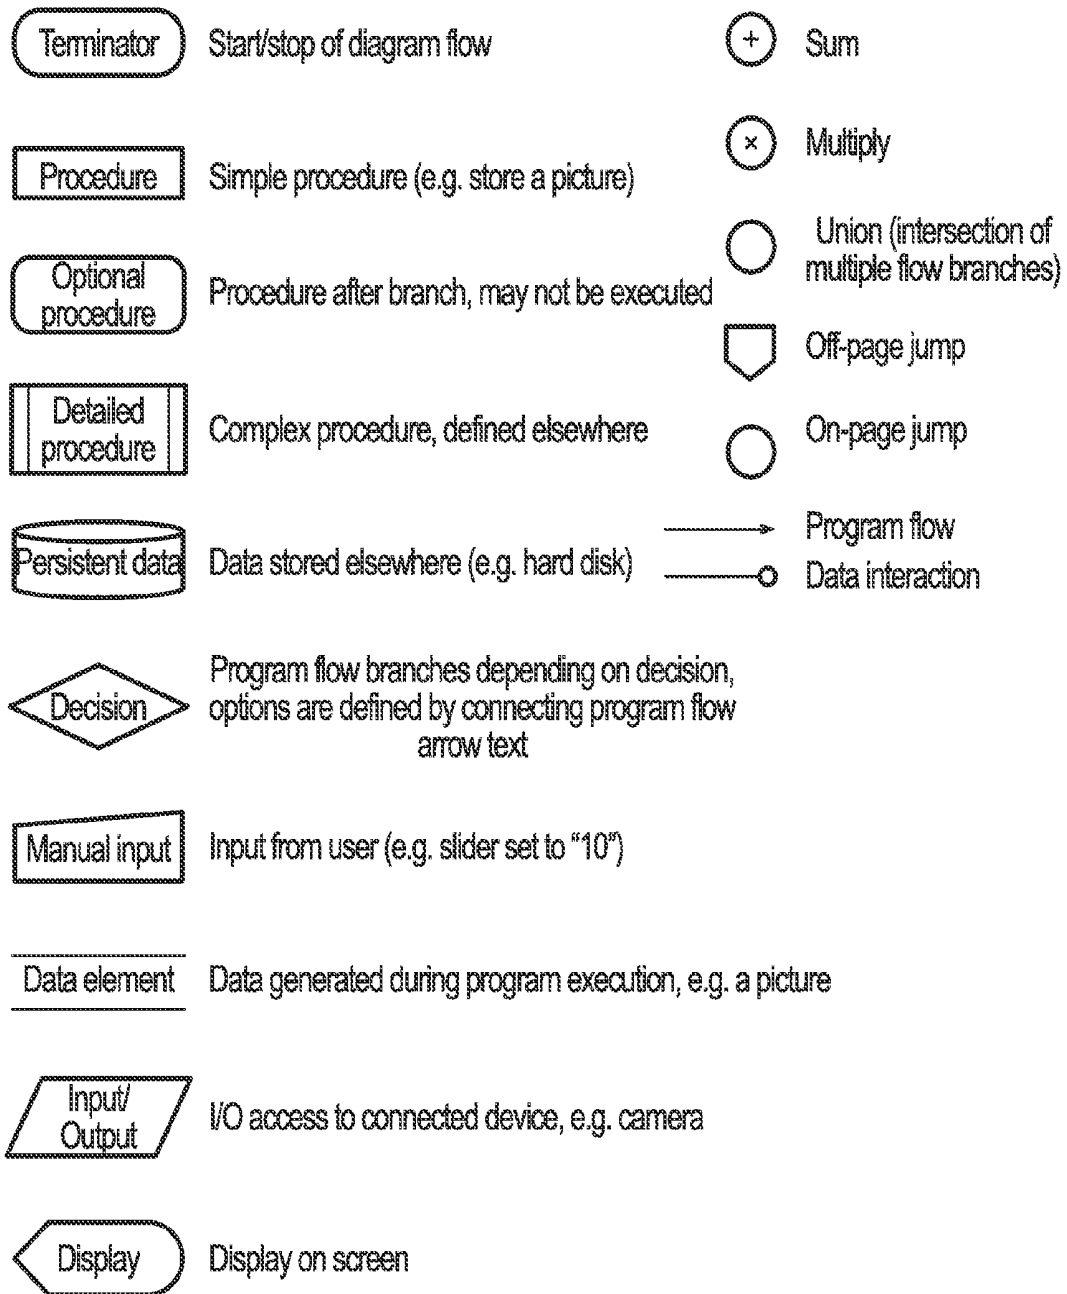 Terminator Start/stop of diagram flow
Procedure Simple procedure (e.g. store a picture)
Optional
procedure
Procedure after branch, may not be executed
Detailed
procedure
Complex procedure, defined elsewhere
Persistent data Data stored elsewhere (e.g. hard disk)
Decision
Program flow branches depending on decision,
options are defined by connecting program flow
arrow text
Manual input Input from user (e.g. slider set to “10”)
Data element Data generated during program execution, e.g. a picture
Input/
Output
I/O access to connected device, e.g. camera
Display Display on screen
+ Sum
× Multiply
Union (intersection of
multiple flow branches)
Off-page jump
On-page jump
Program flow
Data interaction